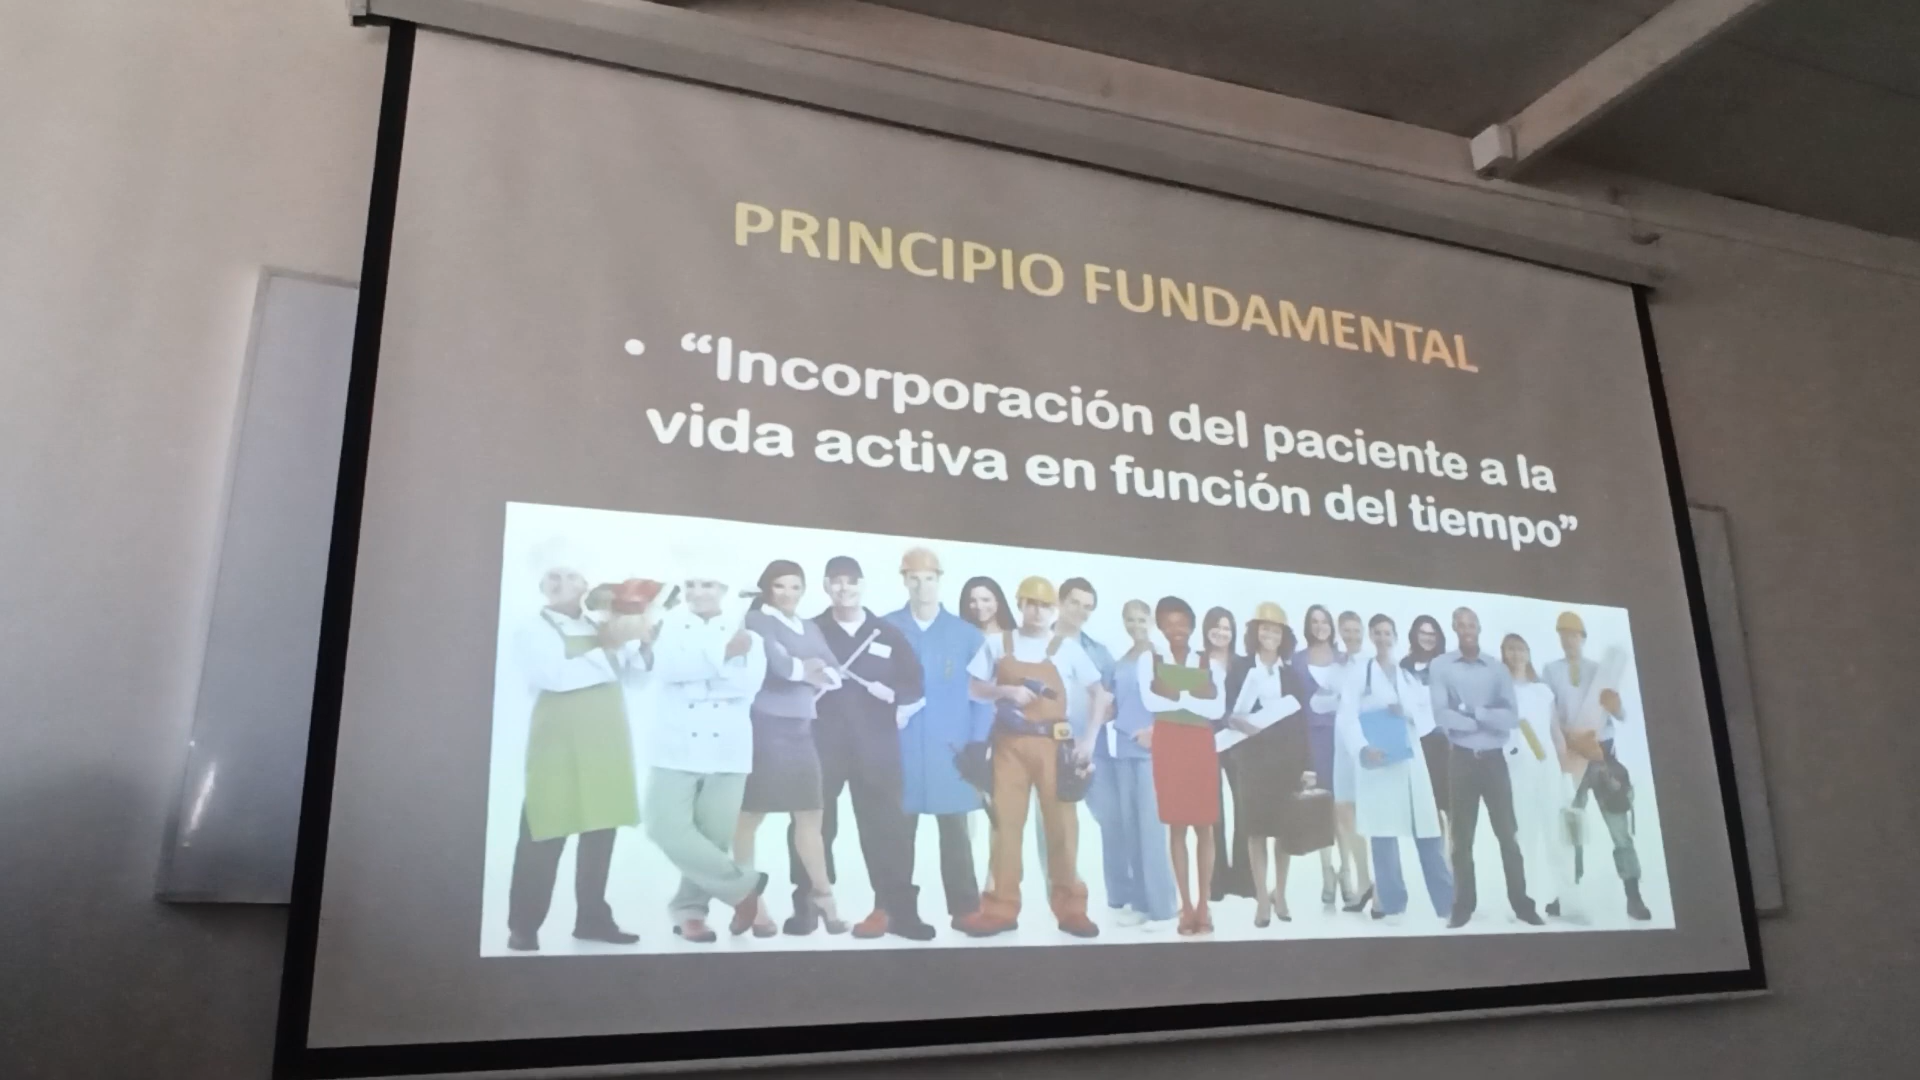 PRINCIPIO FUNDAMENTAL
• “Incorporación del paciente a la
vida activa en función del tiempo”